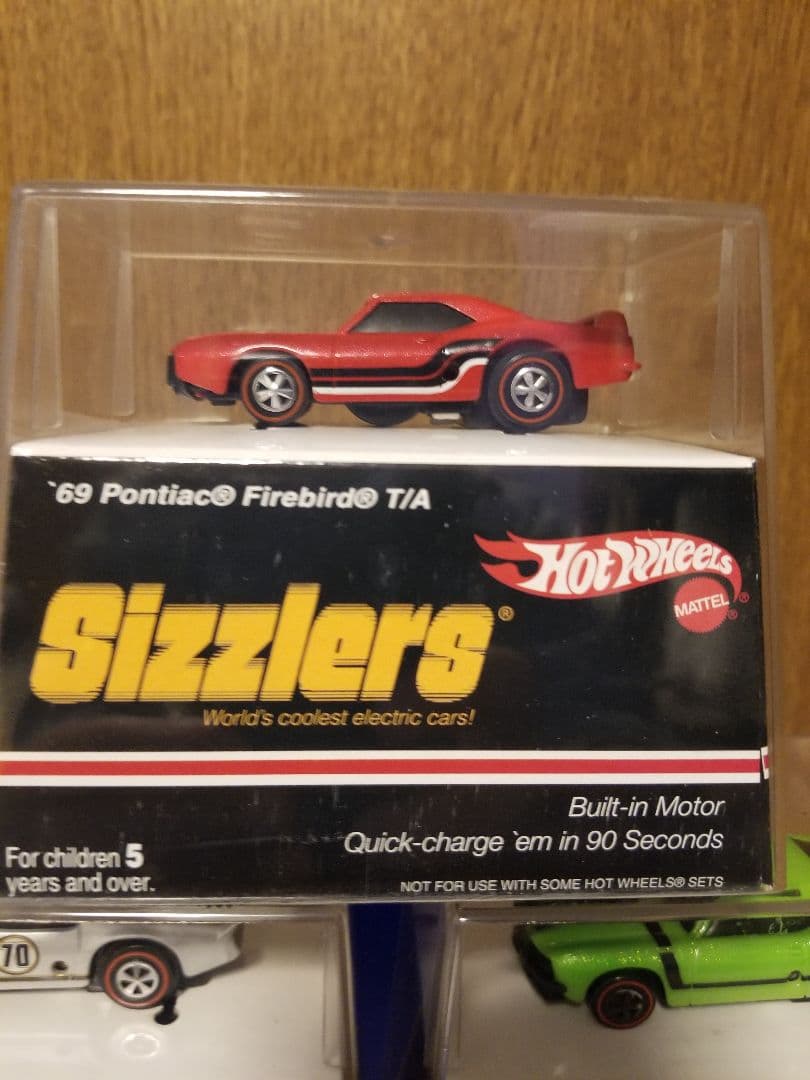 `69 Pontiac® Firebird® T/A
HOT WHEELS®
MATTEL®
Sizzlers®
World's coolest electric cars!
Built-in Motor
Quick-charge `em in 90 Seconds
For children 5
years and over.
NOT FOR USE WITH SOME HOT WHEELS® SETS
70